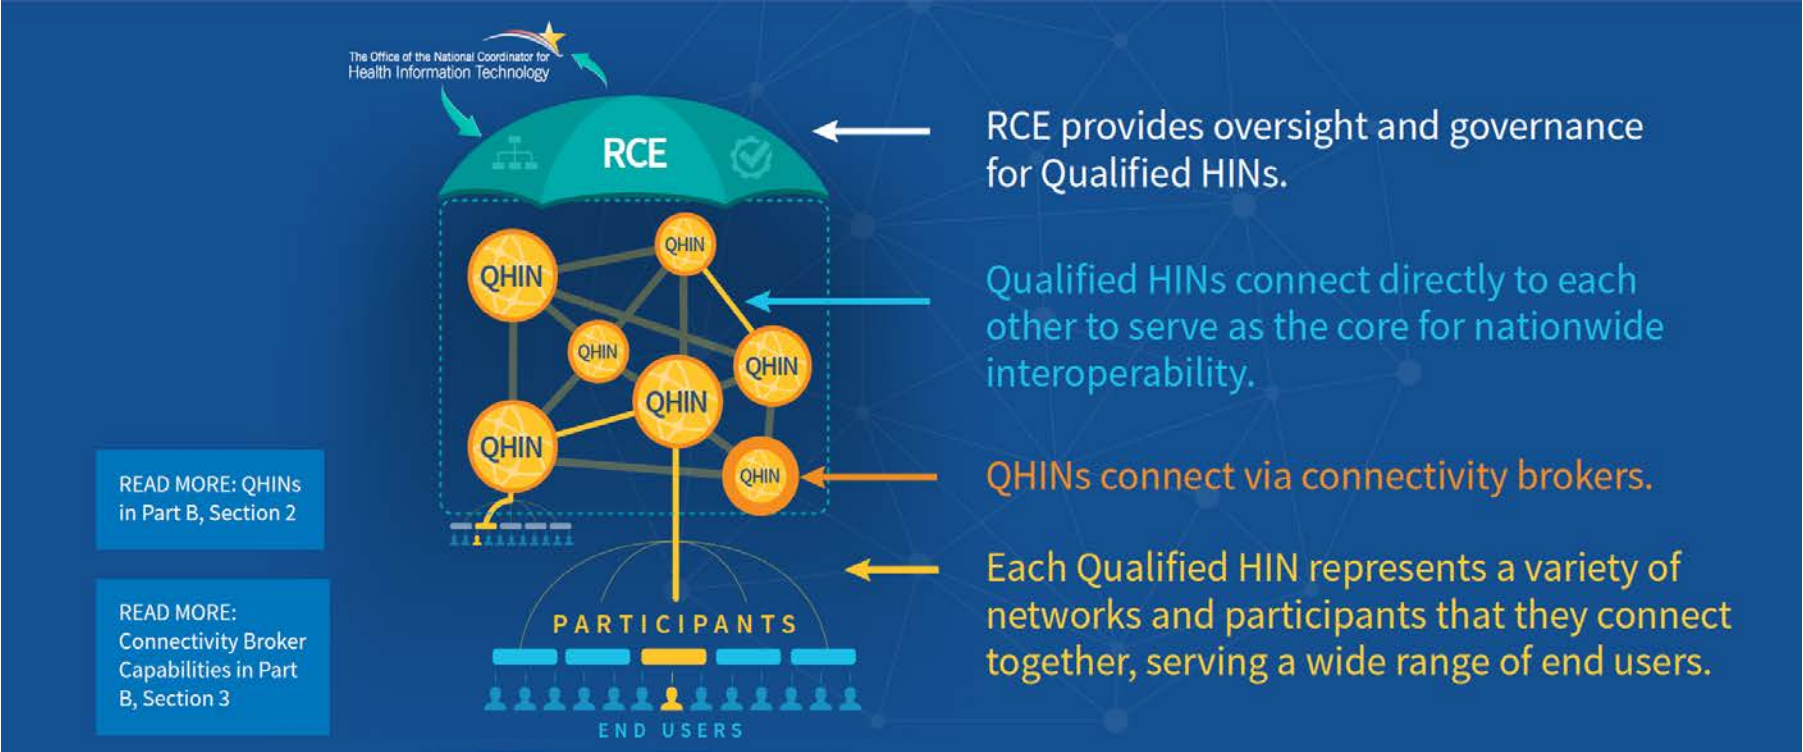 The Office of the National Coordinator for
Health Information Technology
RCE
RCE provides oversight and governance
for Qualified HINs.
QHIN
QHIN
QHIN
QHIN
QHIN
QHIN
QHIN
Qualified HINs connect directly to each
other to serve as the core for nationwide
interoperability.
QHINs connect via connectivity brokers.
READ MORE: QHINs
in Part B, Section 2
READ MORE:
Connectivity Broker
Capabilities in Part
B, Section 3
Each Qualified HIN represents a variety of
networks and participants that they connect
together, serving a wide range of end users.
PARTICIPANTS
END USERS